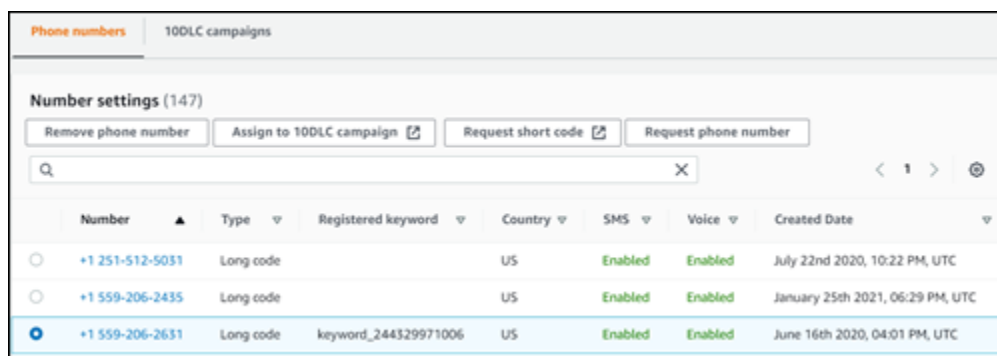 Phone numbers 10DLC campaigns
Number settings (147)
Remove phone number Assign to 10DLC campaign Request short code Request phone number
1
Number Type Registered keyword Country SMS Voice Created Date
+1 251-512-5031 Long code US Enabled Enabled July 22nd 2020, 10:22 PM, UTC
+1 559-206-2435 Long code US Enabled Enabled January 25th 2021, 06:29 PM, UTC
+1 559-206-2631 Long code keyword_244329971006 US Enabled Enabled June 16th 2020, 04:01 PM, UTC